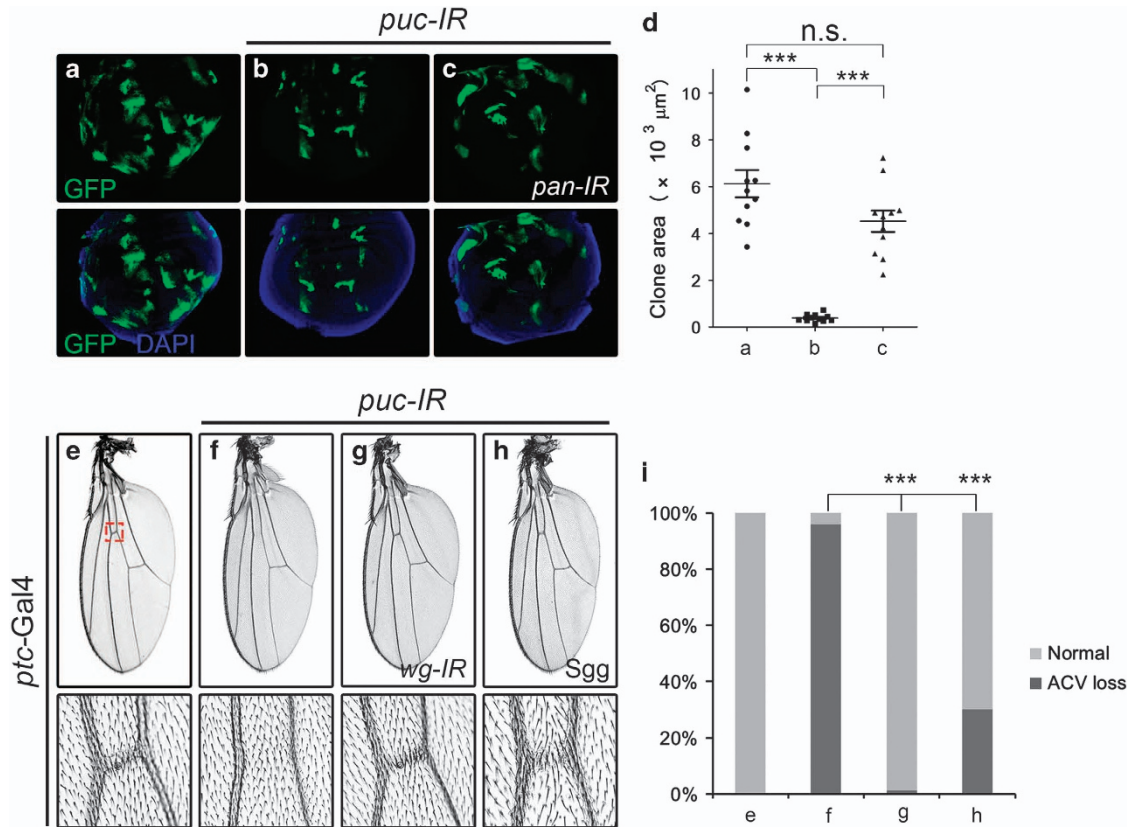 puc-IR
a
b
c
GFP
pan-IR
GFP DAPI
d
n.s.
***
***
Clone area ( × 10³ μm²)
10
8
6
4
2
0
a b c
puc-IR
ptc-Gal4
e
f
g
h
wg-IR
Sgg
i
*** ***
100%
80%
60%
40%
20%
0%
e f g h
Normal
ACV loss